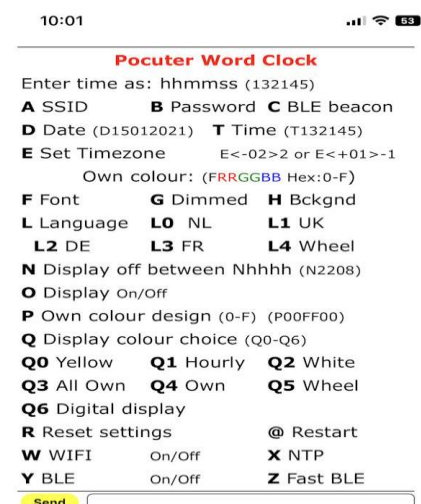 10:01 53
Pocuter Word Clock
Enter time as: hhmmss (132145)
A SSID B Password C BLE beacon
D Date (D15012021) T Time (T132145)
E Set Timezone E<-02>2 or E<+01>-1
Own colour: (FRRGGBB Hex:0-F)
F Font G Dimmed H Bckgnd
L Language L0 NL L1 UK
L2 DE L3 FR L4 Wheel
N Display off between Nhhhh (N2208)
O Display On/Off
P Own colour design (0-F) (P00FF00)
Q Display colour choice (Q0-Q6)
Q0 Yellow Q1 Hourly Q2 White
Q3 All Own Q4 Own Q5 Wheel
Q6 Digital display
R Reset settings @ Restart
W WIFI On/Off X NTP
Y BLE On/Off Z Fast BLE
Send